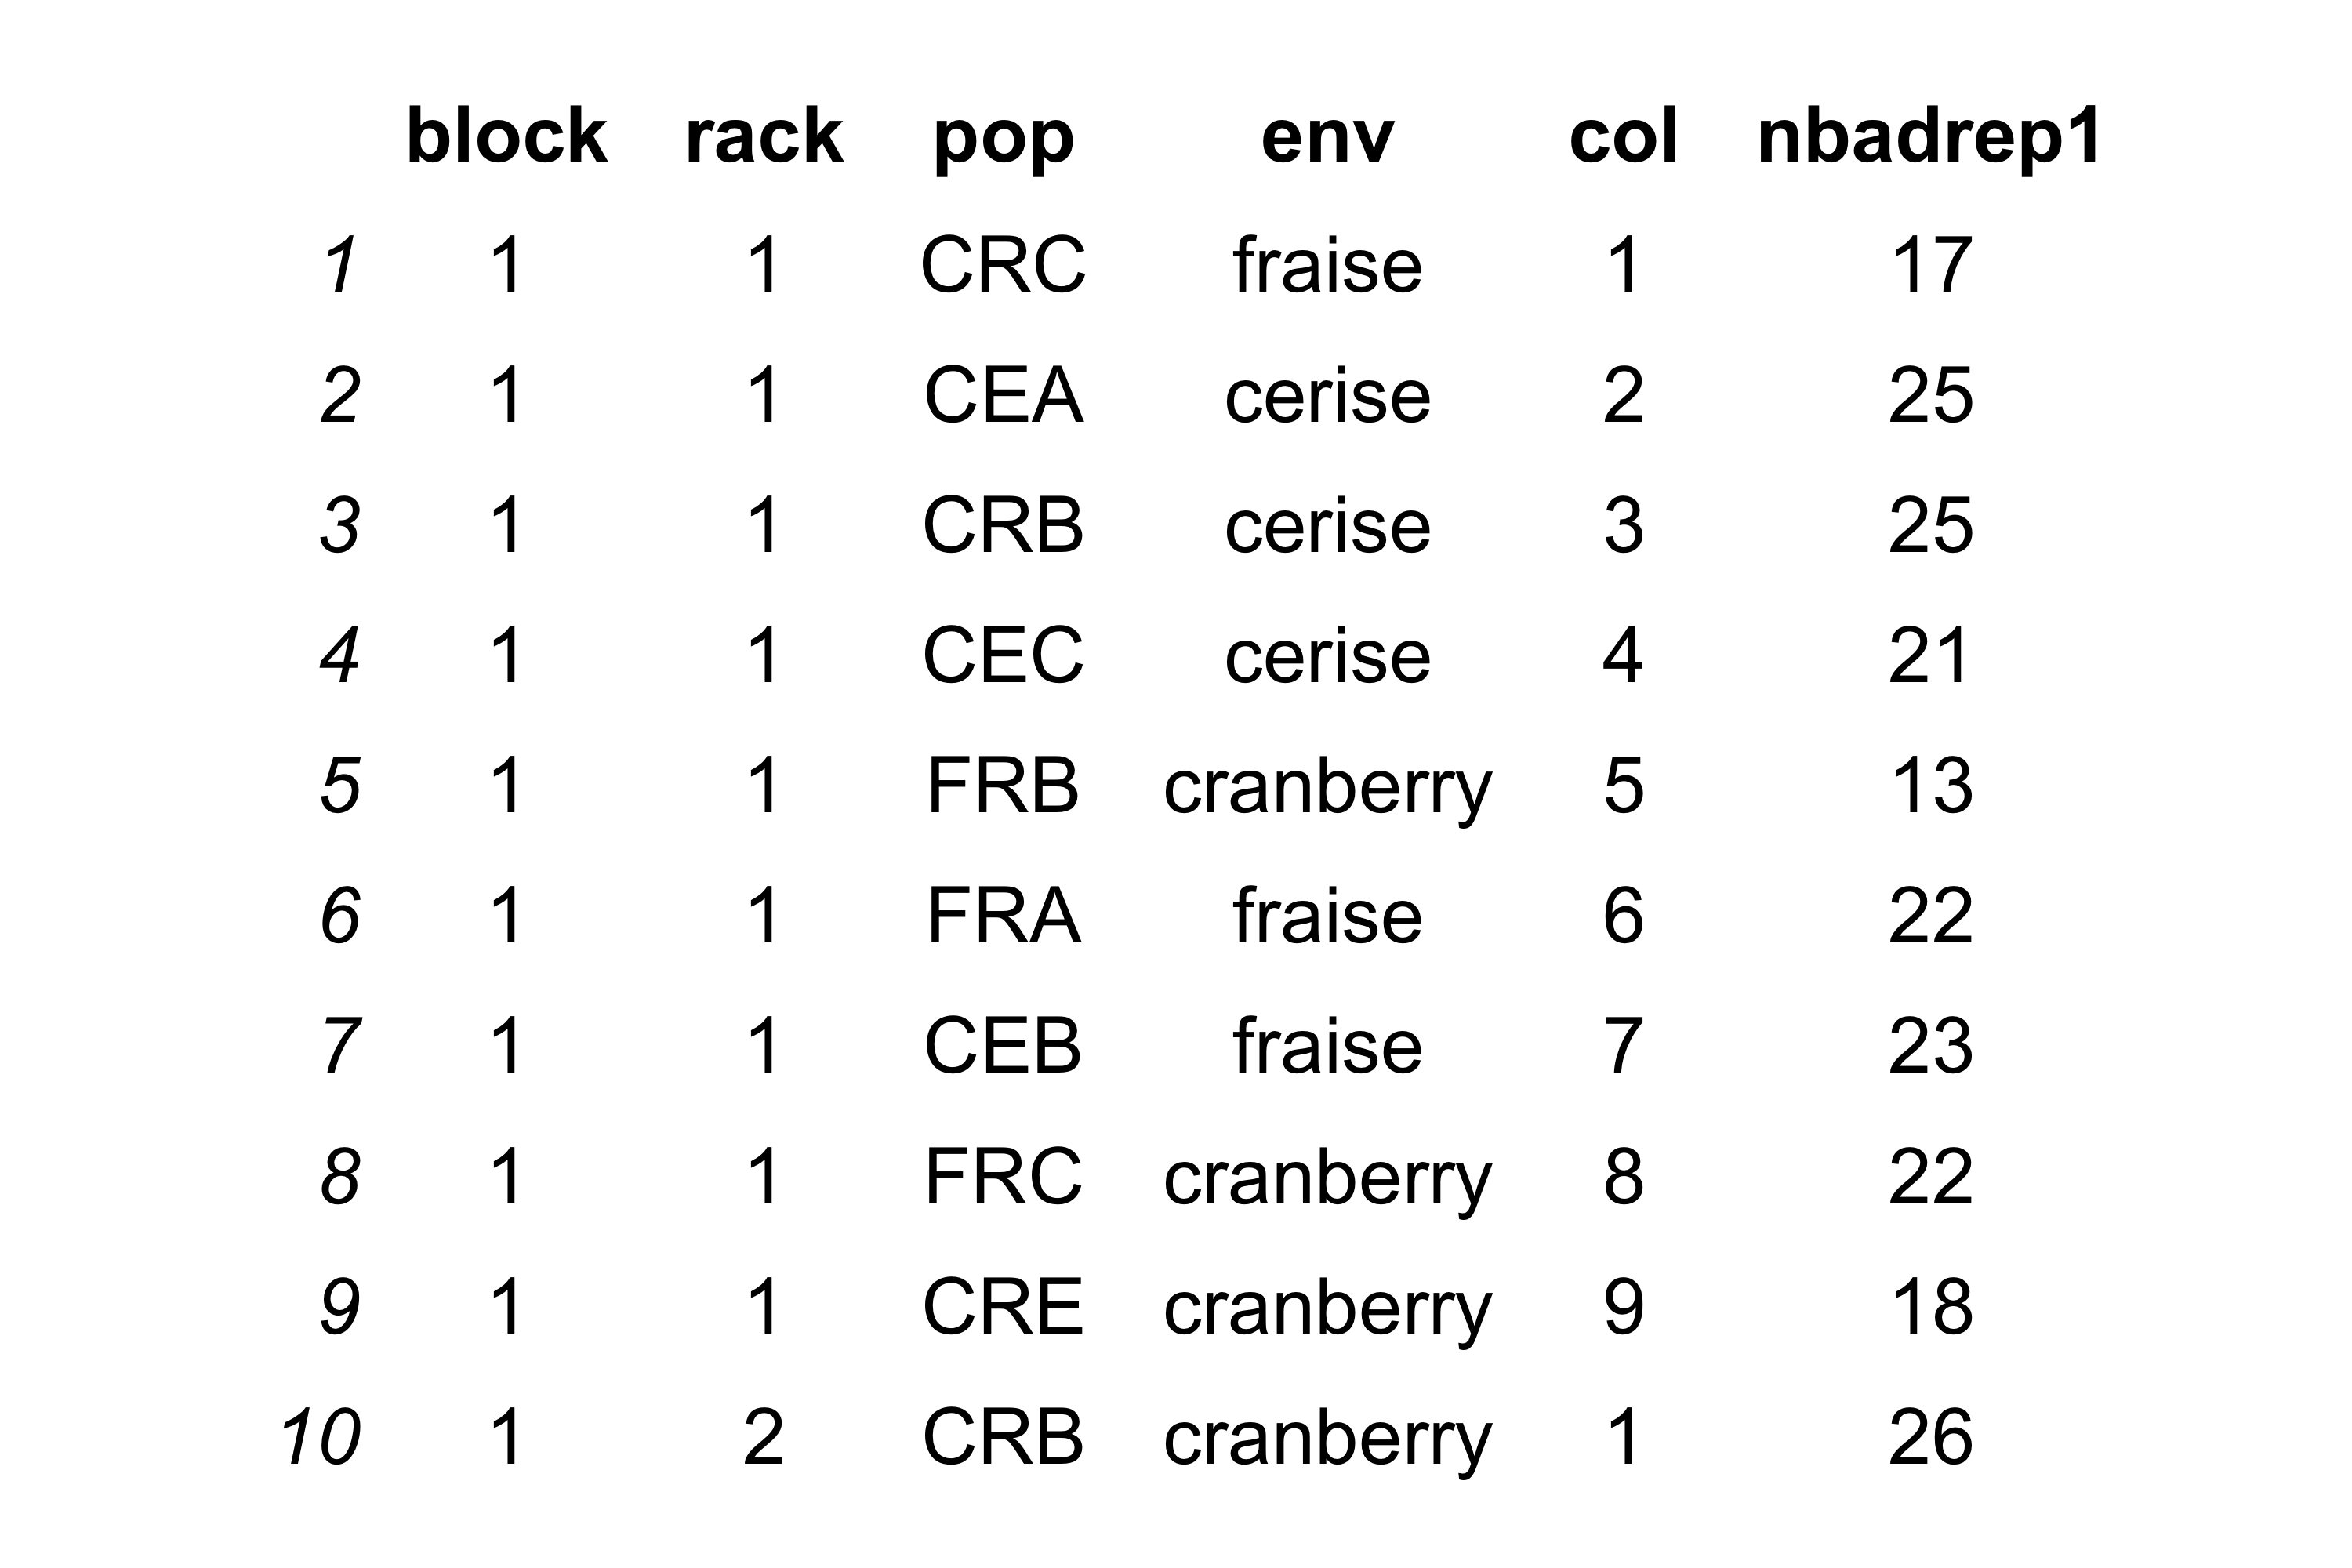 block rack pop env col nbadrep1
1 1 1 CRC fraise 1 17
2 1 1 CEA cerise 2 25
3 1 1 CRB cerise 3 25
4 1 1 CEC cerise 4 21
5 1 1 FRB cranberry 5 13
6 1 1 FRA fraise 6 22
7 1 1 CEB fraise 7 23
8 1 1 FRC cranberry 8 22
9 1 1 CRE cranberry 9 18
10 1 2 CRB cranberry 1 26